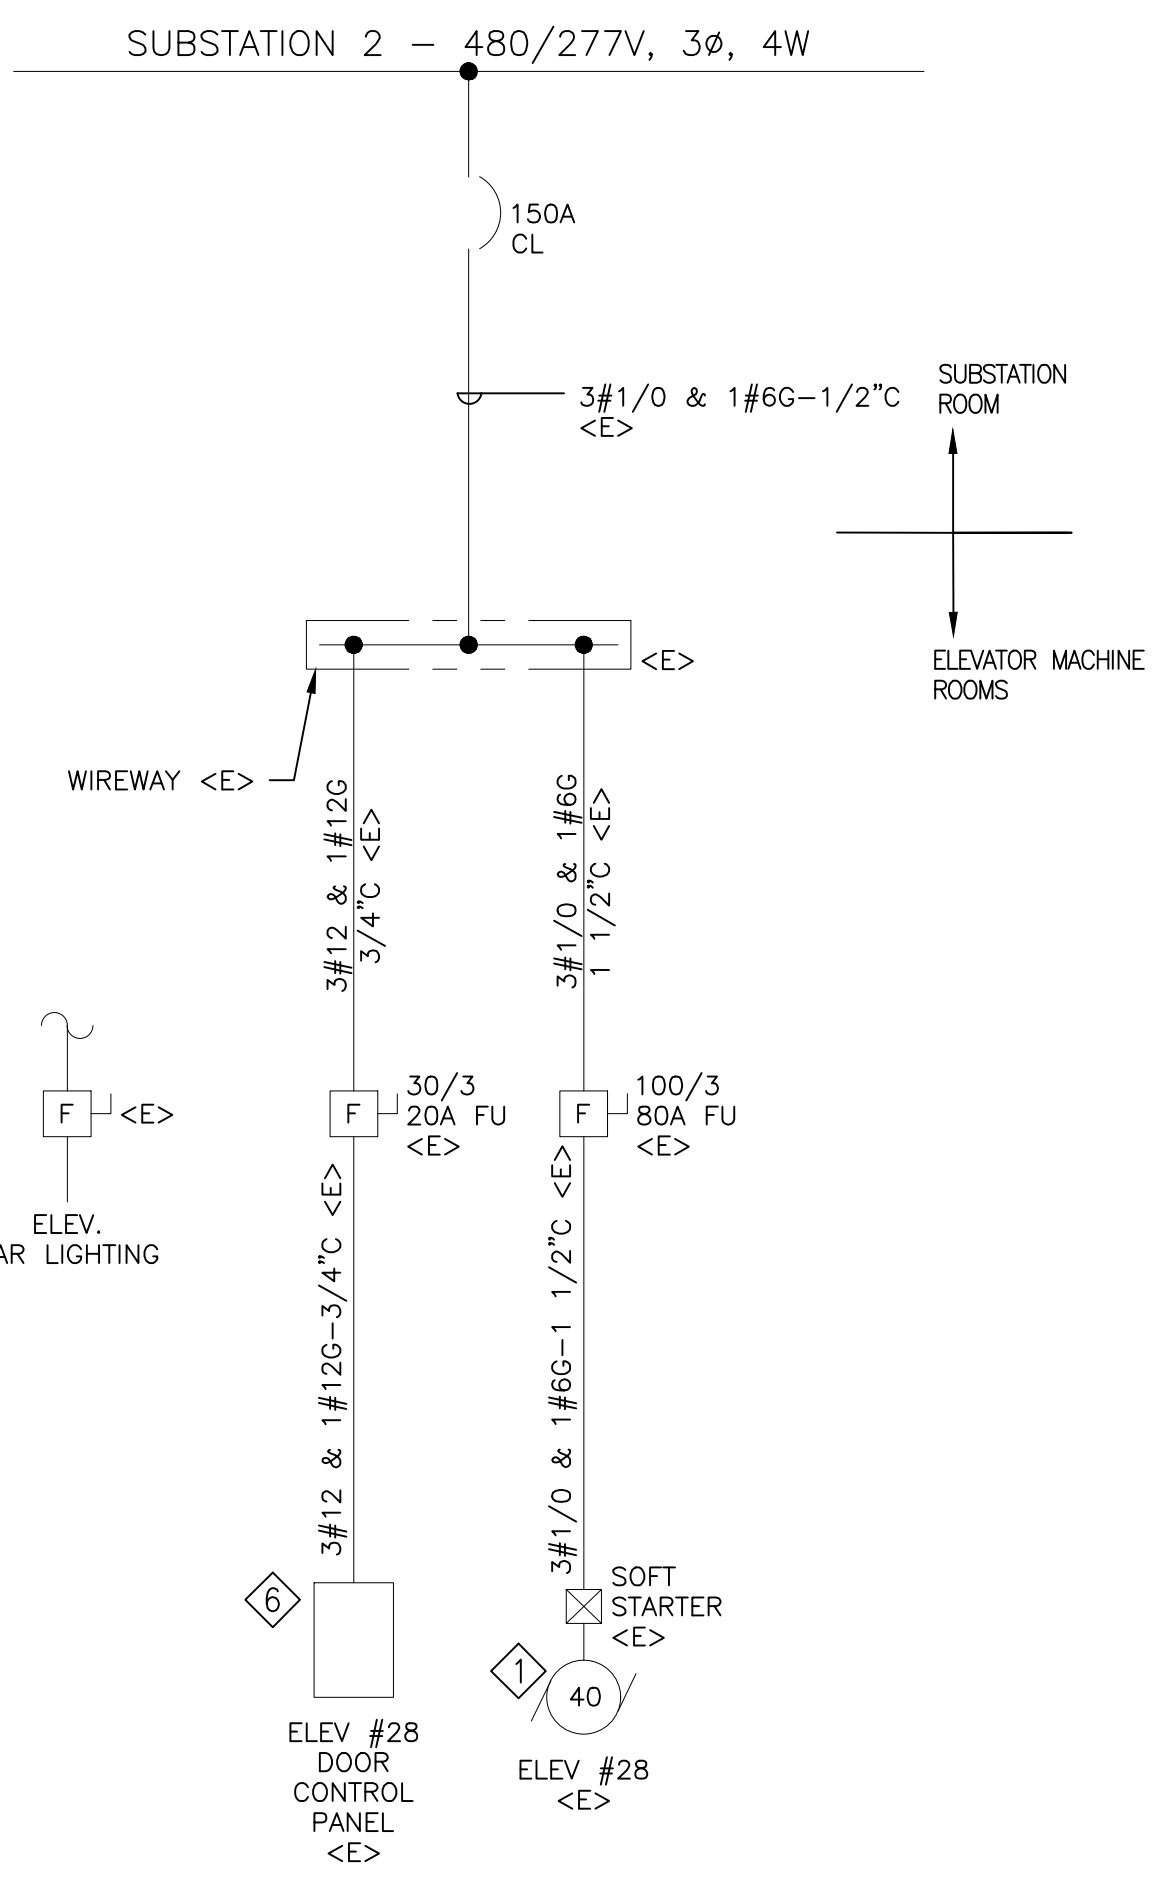 SUBSTATION 2 - 480/277V, 3ø, 4W
150A
CL
3#1/0 & 1#6G-1/2"C
<E>
SUBSTATION
ROOM
ELEVATOR MACHINE
ROOMS
<E>
WIREWAY <E>
3#12 & 1#12G
3/4"C <E>
3#1/0 & 1#6G
1 1/2"C <E>
F
<E>
ELEV.
AR LIGHTING
F
30/3
20A FU
<E>
F
100/3
80A FU
<E>
3#12 & 1#12G-3/4"C <E>
3#1/0 & 1#6G-1 1/2"C <E>
6
ELEV #28
DOOR
CONTROL
PANEL
<E>
SOFT
STARTER
<E>
1
40
ELEV #28
<E>